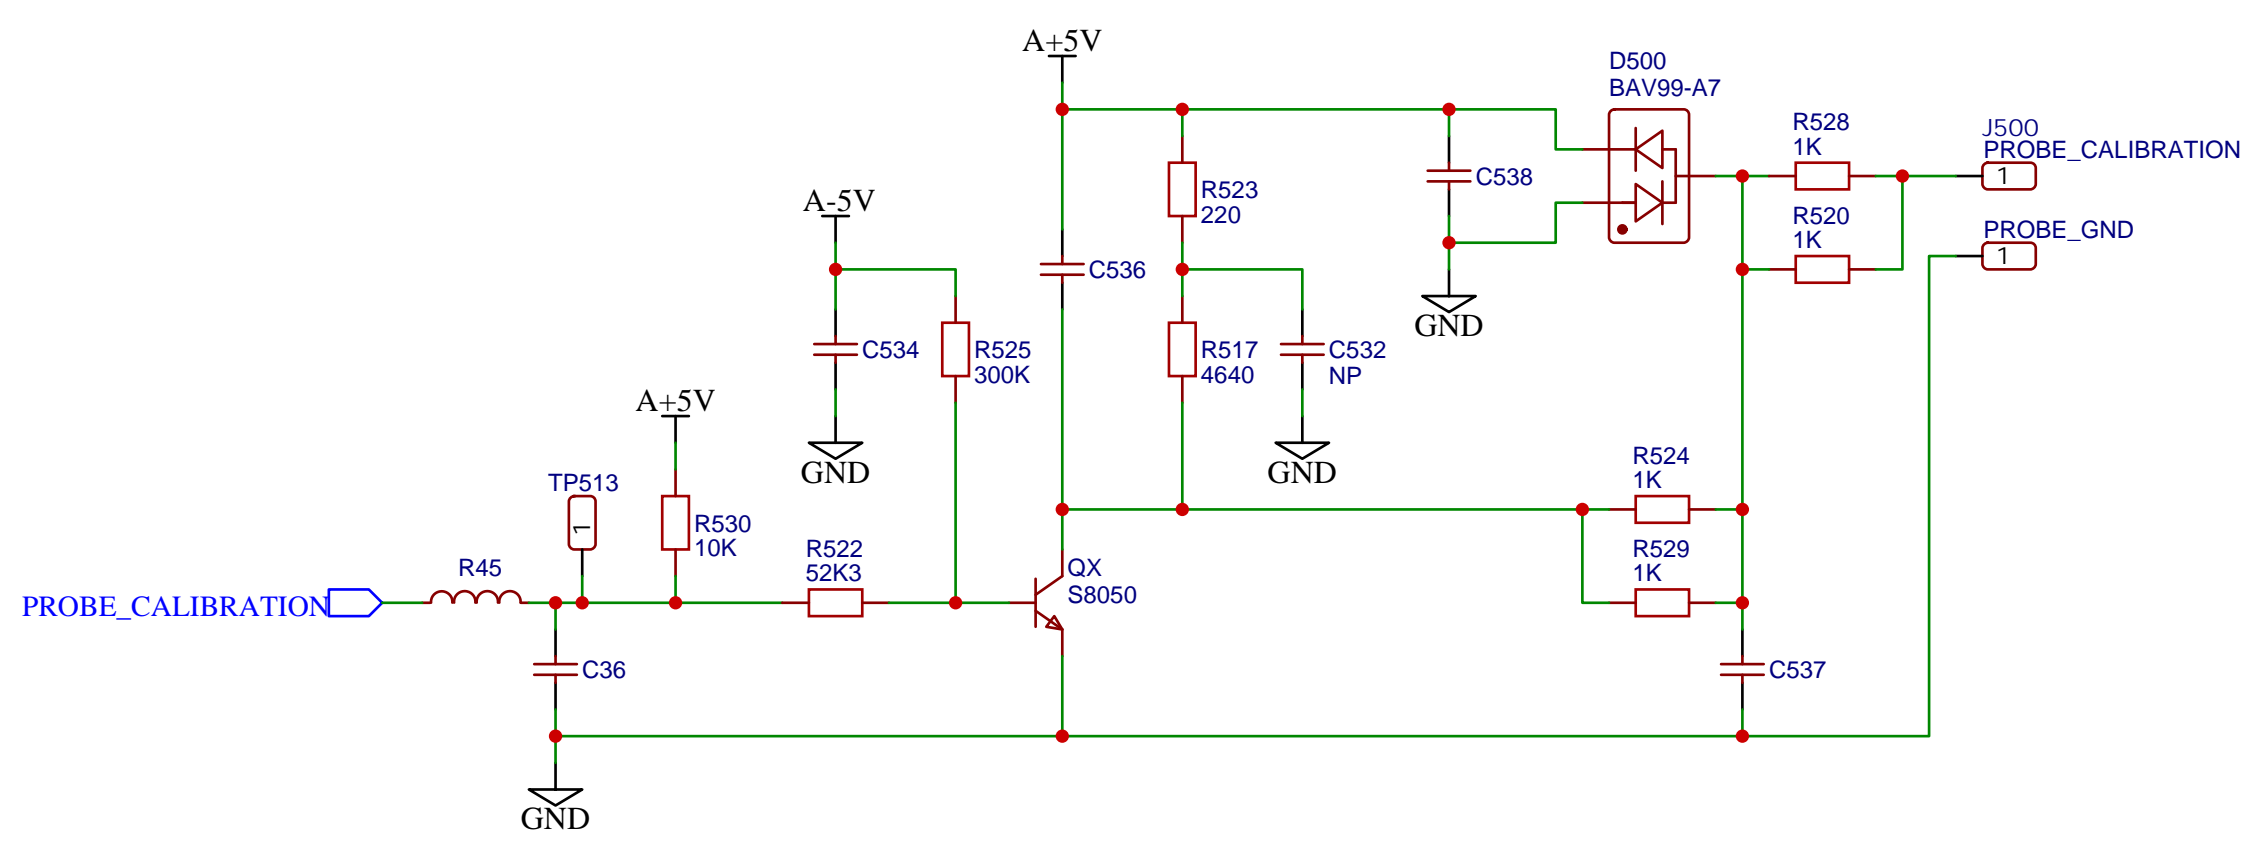 A+5V
D500
BAV99-A7
R528
1K
J500
PROBE_CALIBRATION
1
R523
220
C538
A-5V
R520
1K
PROBE_GND
1
C536
GND
C534
R525
300K
R517
4640
C532
NP
A+5V
GND
GND
TP513
1
R530
10K
R524
1K
R45
R522
52K3
QX
S8050
R529
1K
PROBE_CALIBRATION
C36
C537
GND